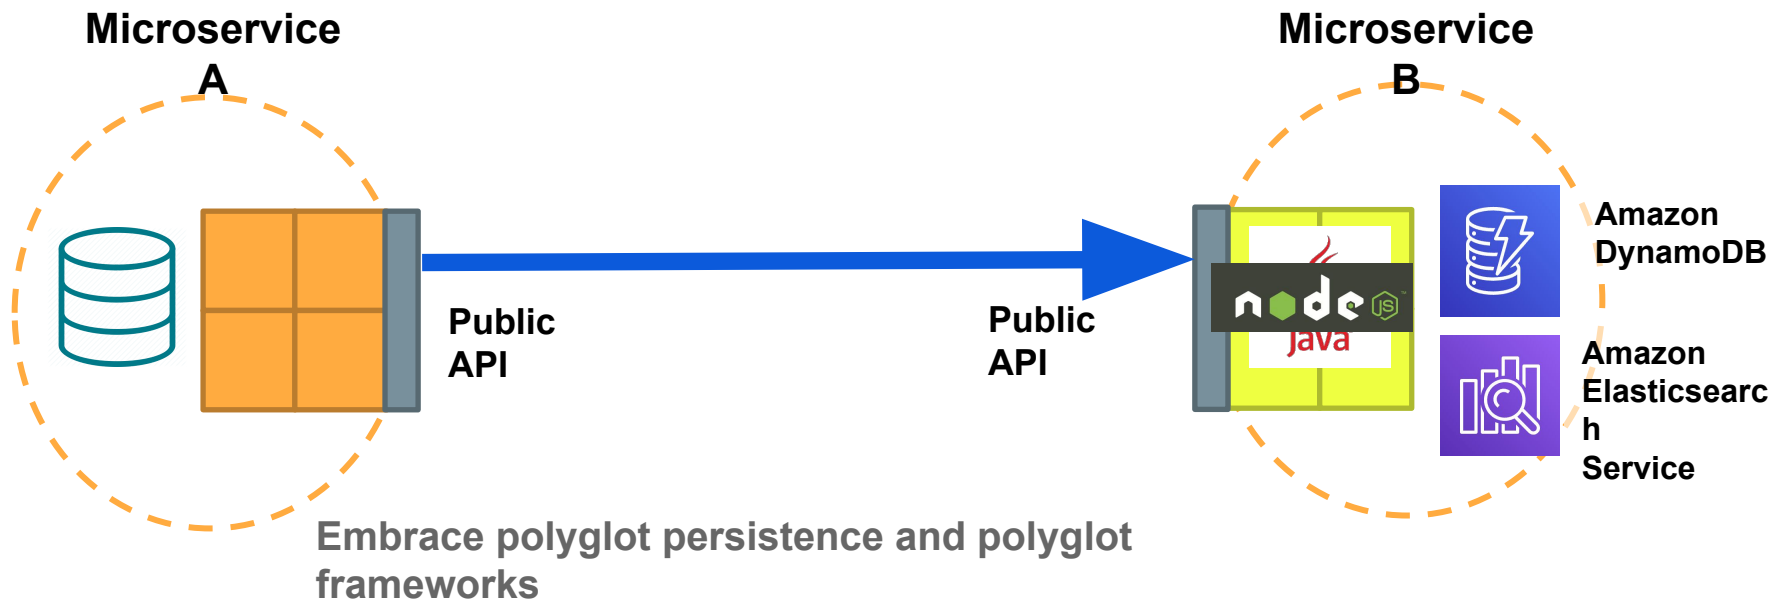 Microservice
A
Microservice
B
Amazon
DynamoDB
node
JS
™
Java
Public
API
Public
API
Amazon
Elasticsearc
h
Service
Embrace polyglot persistence and polyglot
frameworks